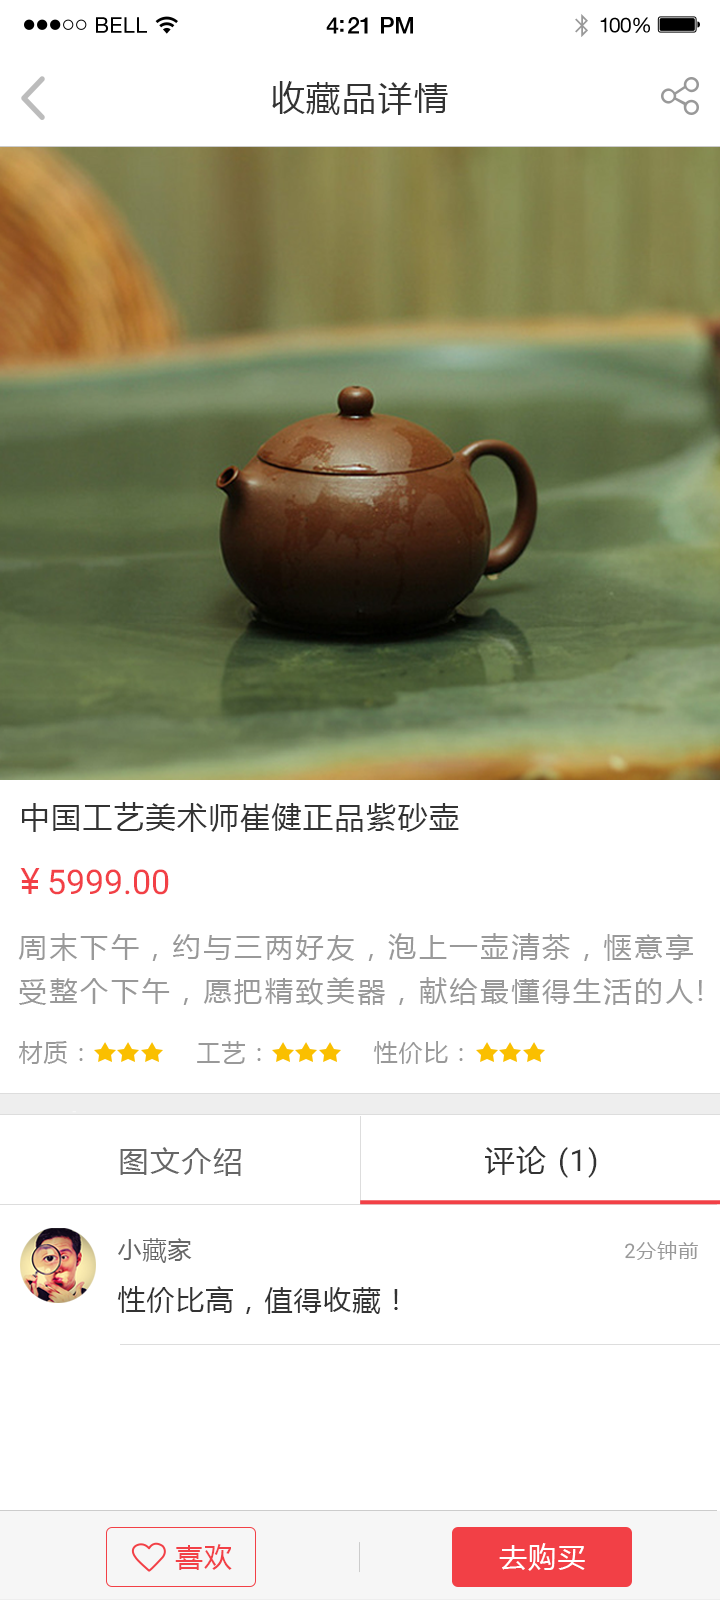 BELL 4:21 PM 100%
收藏品详情
中国工艺美术师崔健正品紫砂壶
¥ 5999.00
周末下午，约与三两好友，泡上一壶清茶，惬意享
受整个下午，愿把精致美器，献给最懂得生活的人!
材质：★★★ 工艺：★★★ 性价比：★★★
图文介绍 评论 (1)
小藏家 2分钟前
性价比高，值得收藏！
喜欢 去购买